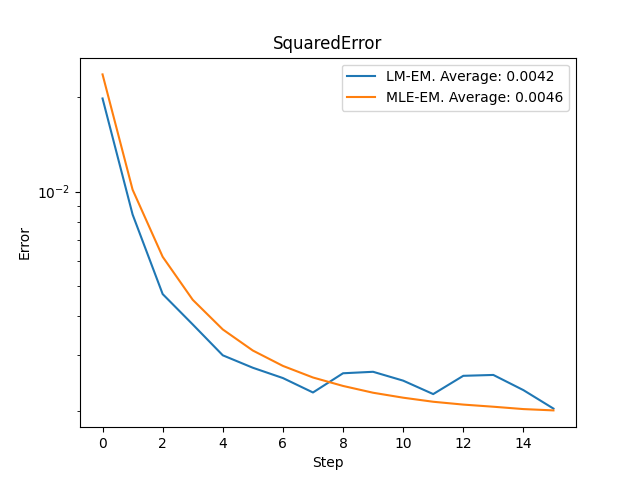 SquaredError
LM-EM. Average: 0.0042
MLE-EM. Average: 0.0046
10⁻²
Error
0 2 4 6 8 10 12 14
Step